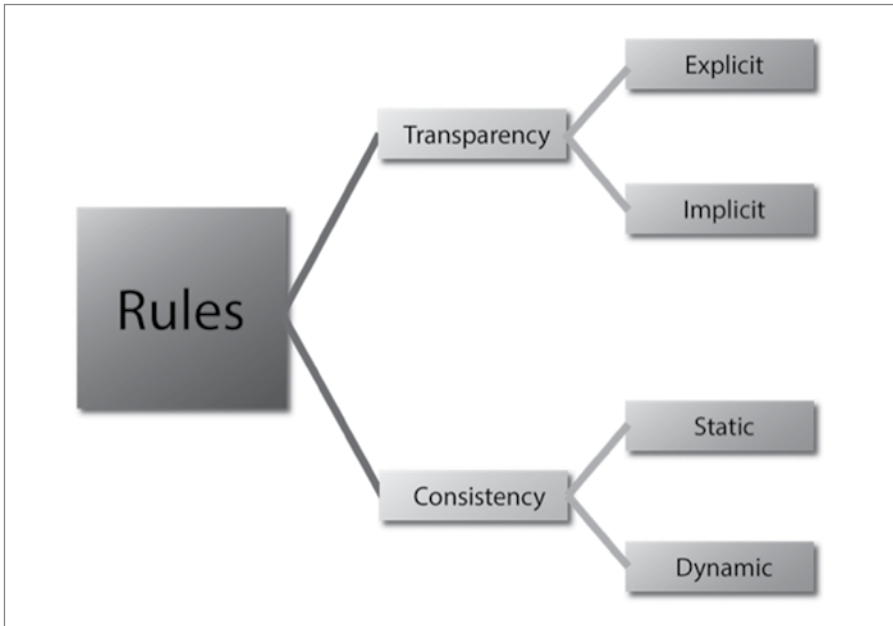 Rules
Transparency
Explicit
Implicit
Consistency
Static
Dynamic